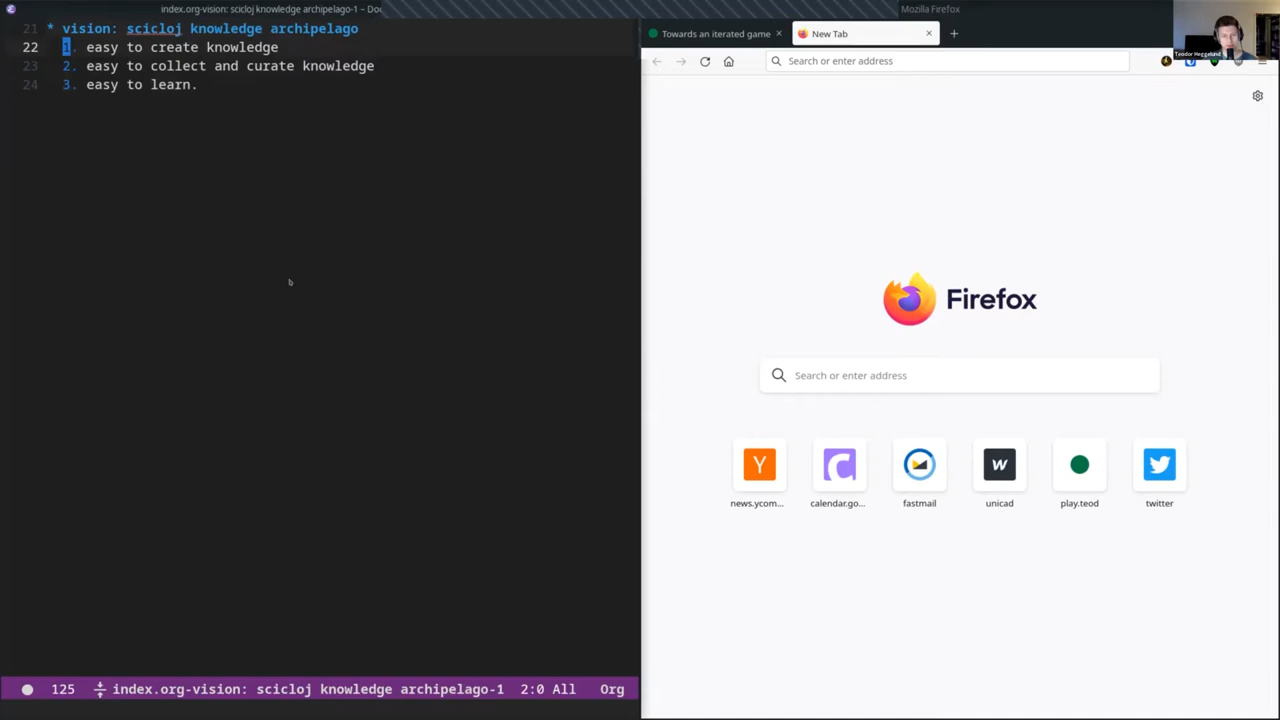 index.org-vision: scicloj knowledge archipelago-1 – Doc
Mozilla Firefox
21 * vision: scicloj knowledge archipelago
22 1. easy to create knowledge
23 2. easy to collect and curate knowledge
24 3. easy to learn.
125 index.org-vision: scicloj knowledge archipelago-1 2:0 All Org
Towards an iterated game
New Tab
Search or enter address
Teodor Heggelund
Firefox
Search or enter address
news.ycom...
calendar.go...
fastmail
unicad
play.teod
twitter